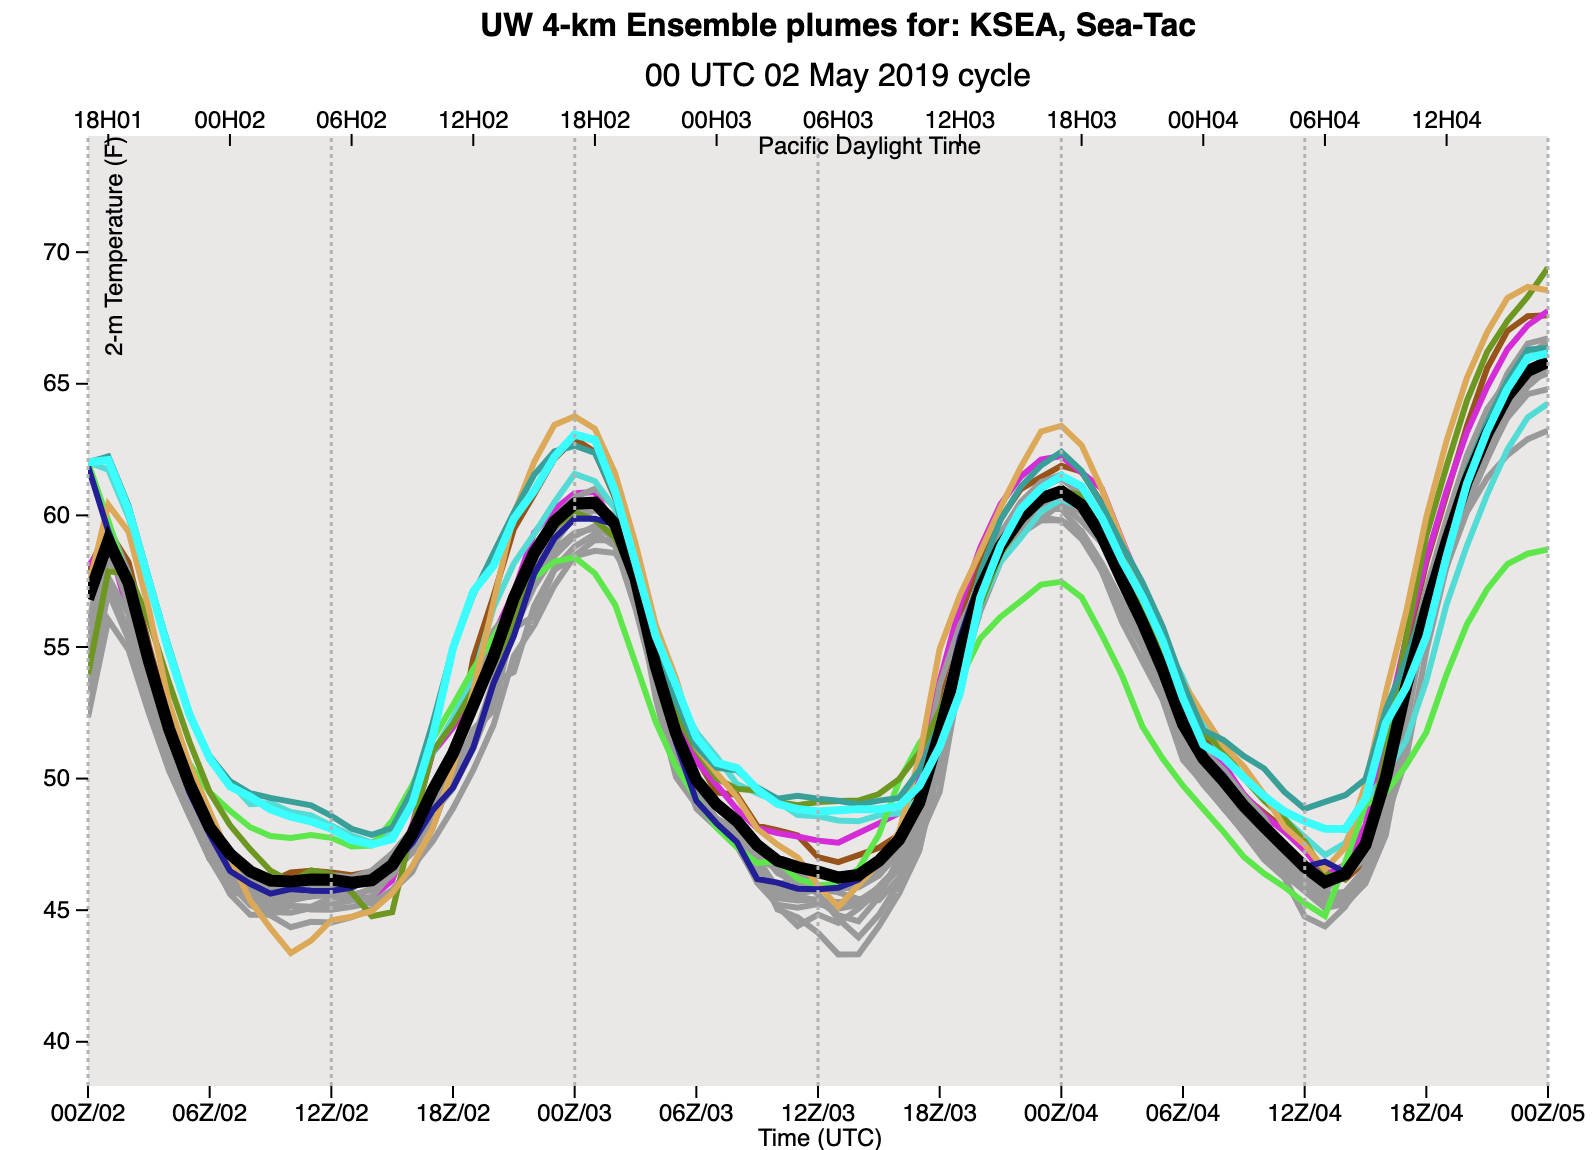 UW 4-km Ensemble plumes for: KSEA, Sea-Tac
00 UTC 02 May 2019 cycle
18H01 00H02 06H02 12H02 18H02 00H03 06H03 12H03 18H03 00H04 06H04 12H04
Pacific Daylight Time
2-m Temperature (F)
70
65
60
55
50
45
40
00Z/02 06Z/02 12Z/02 18Z/02 00Z/03 06Z/03 12Z/03 18Z/03 00Z/04 06Z/04 12Z/04 18Z/04 00Z/05
Time (UTC)